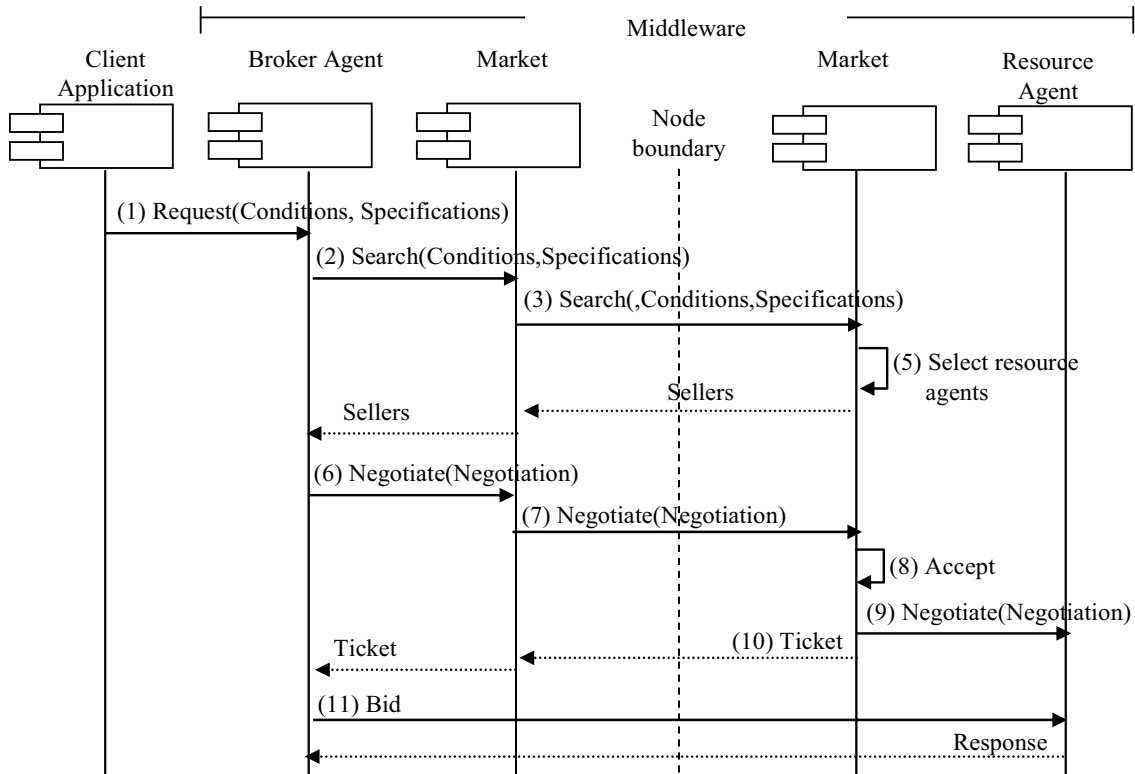 Middleware
Client
Application
Broker Agent
Market
Market
Resource
Agent
Node
boundary
(1) Request(Conditions, Specifications)
(2) Search(Conditions,Specifications)
(3) Search(,Conditions,Specifications)
(5) Select resource
agents
Sellers
Sellers
(6) Negotiate(Negotiation)
(7) Negotiate(Negotiation)
(8) Accept
(9) Negotiate(Negotiation)
(10) Ticket
Ticket
(11) Bid
Response